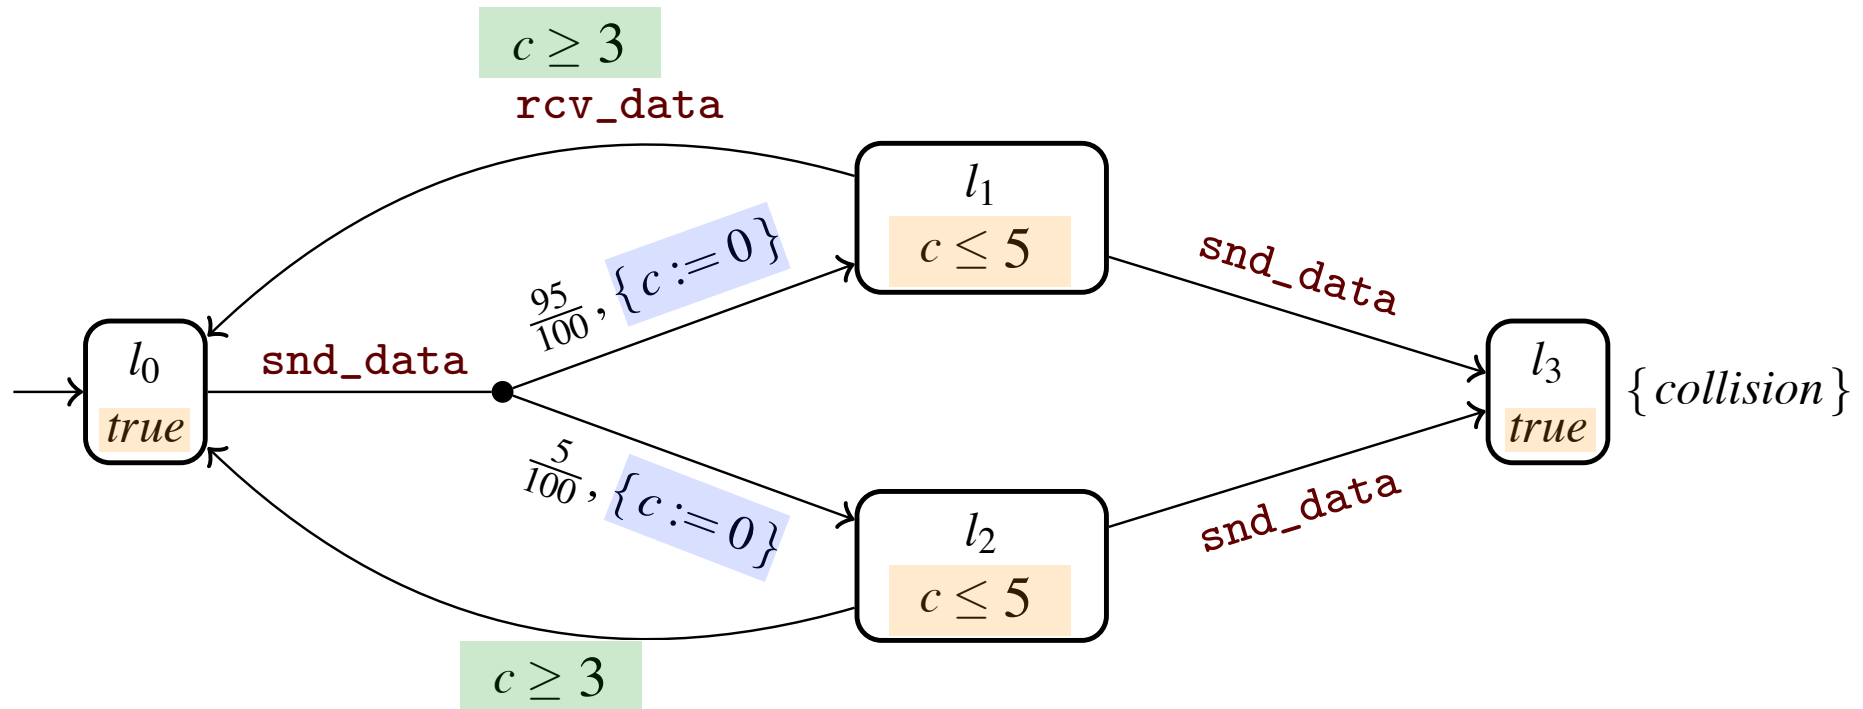 c ≥ 3
rcv_data
l₁
c ≤ 5
95/100, {c := 0}
snd_data
l₀
true
snd_data
l₃
true
{collision}
5/100, {c := 0}
l₂
c ≤ 5
snd_data
c ≥ 3